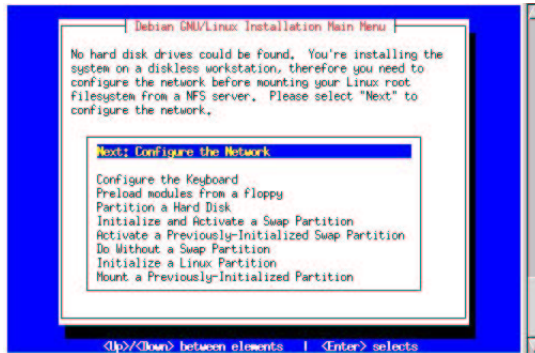 Debian GNU/Linux Installation Main Menu
No hard disk drives could be found. You're installing the
system on a diskless workstation, therefore you need to
configure the network before mounting your Linux root
filesystem from a NFS server. Please select "Next" to
configure the network.
Next: Configure the Network
Configure the Keyboard
Preload modules from a floppy
Partition a Hard Disk
Initialize and Activate a Swap Partition
Activate a Previously-Initialized Swap Partition
Do Without a Swap Partition
Initialize a Linux Partition
Mount a Previously-Initialized Partition
<Up>/<Down> between elements | <Enter> selects